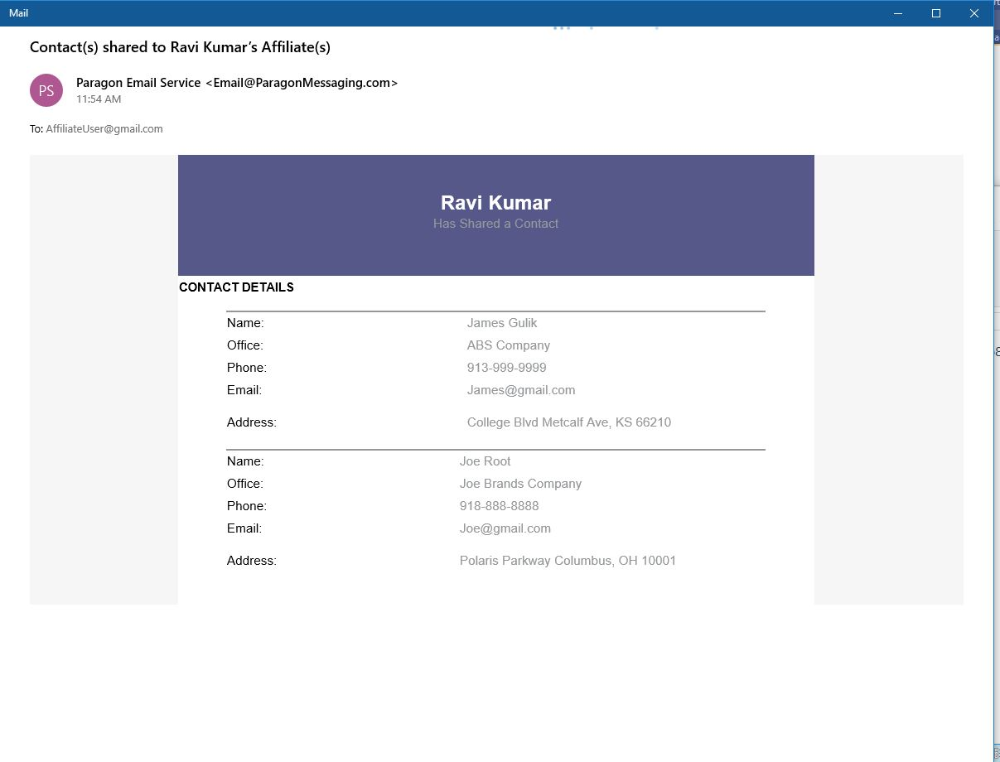 Mail
Contact(s) shared to Ravi Kumar’s Affiliate(s)
PS
Paragon Email Service <Email@ParagonMessaging.com>
11:54 AM
To: AffiliateUser@gmail.com
Ravi Kumar
Has Shared a Contact
CONTACT DETAILS
Name: James Gulik
Office: ABS Company
Phone: 913-999-9999
Email: James@gmail.com
Address: College Blvd Metcalf Ave, KS 66210
Name: Joe Root
Office: Joe Brands Company
Phone: 918-888-8888
Email: Joe@gmail.com
Address: Polaris Parkway Columbus, OH 10001